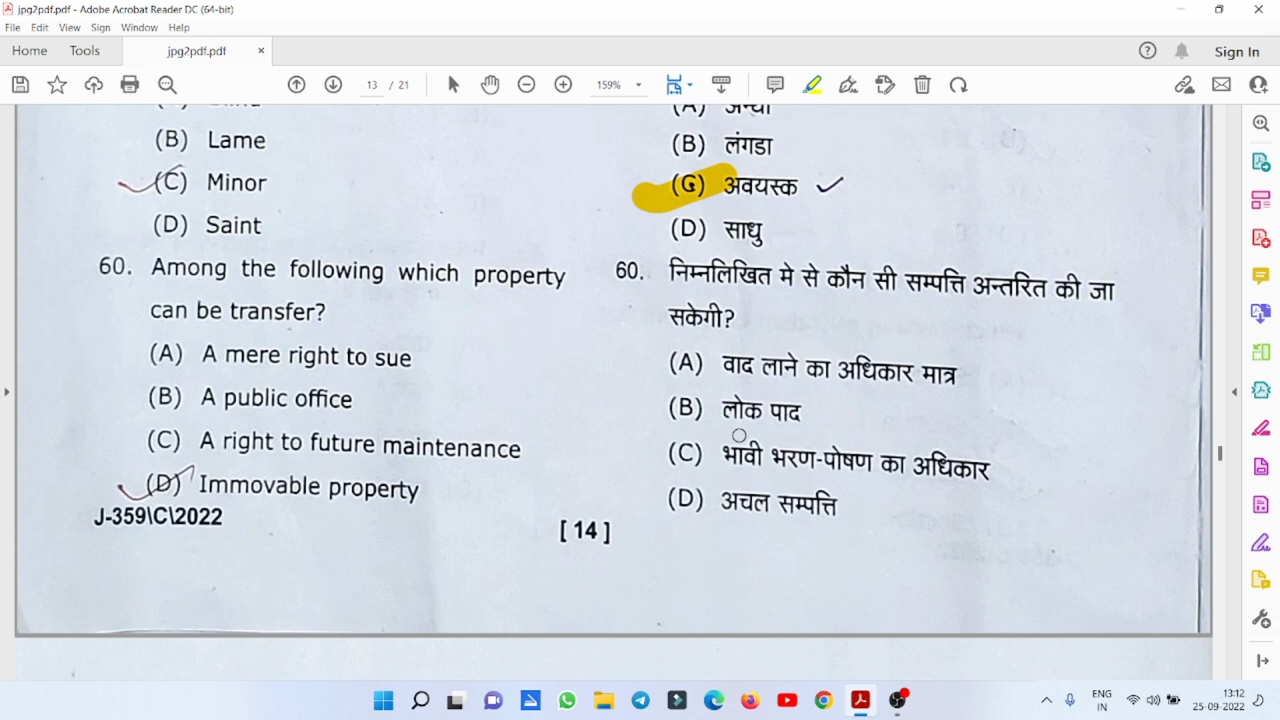 jpg2pdf.pdf - Adobe Acrobat Reader DC (64-bit)
File Edit View Sign Window Help
Home Tools jpg2pdf.pdf × Sign In
13 / 21 159%
(B) Lame
(C) Minor
(D) Saint
60. Among the following which property
can be transfer?
(A) A mere right to sue
(B) A public office
(C) A right to future maintenance
(D) Immovable property
J-359\C\2022
[ 14 ]
(A) अन्धा
(B) लंगडा
(C) अवयस्क
(D) साधु
60. निम्नलिखित मे से कौन सी सम्पत्ति अन्तरित की जा
सकेगी?
(A) वाद लाने का अधिकार मात्र
(B) लोक पाद
(C) भावी भरण-पोषण का अधिकार
(D) अचल सम्पत्ति
ENG
IN
13:12
25-09-2022